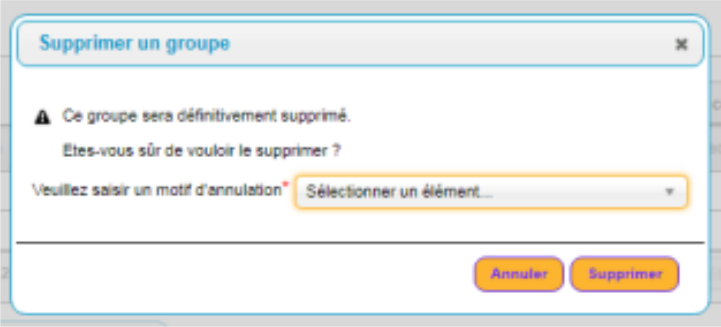 Supprimer un groupe
Ce groupe sera définitivement supprimé.
Etes-vous sûr de vouloir le supprimer ?
Veuillez saisir un motif d'annulation* Sélectionner un élément...
Annuler Supprimer